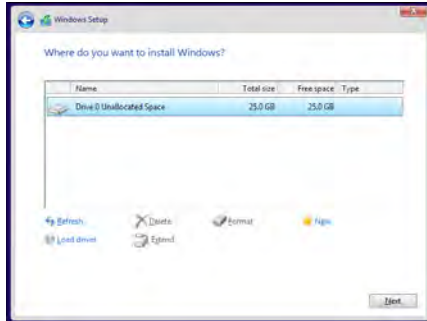 Windows Setup
Where do you want to install Windows?
Name Total size Free space Type
Drive 0 Unallocated Space 25.0 GB 25.0 GB
Refresh Delete Format New
Load driver Extend
Next